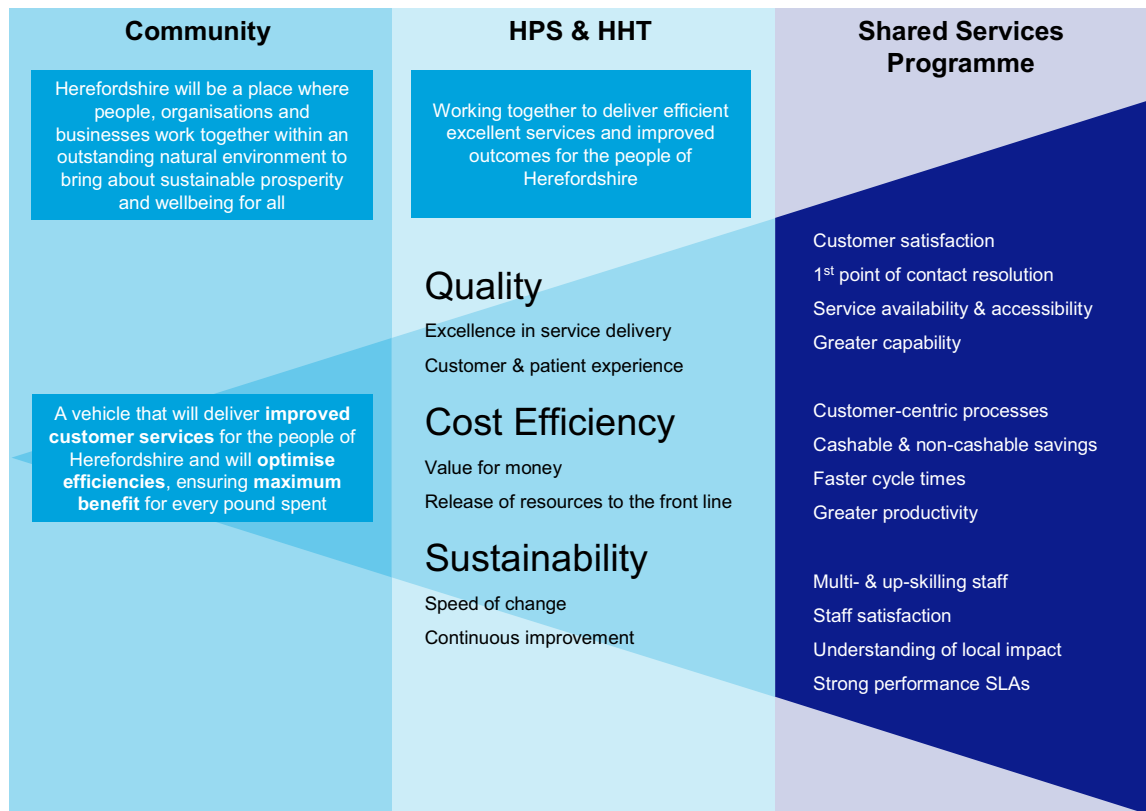 Community
Herefordshire will be a place where
people, organisations and
businesses work together within an
outstanding natural environment to
bring about sustainable prosperity
and wellbeing for all
A vehicle that will deliver improved
customer services for the people of
Herefordshire and will optimise
efficiencies, ensuring maximum
benefit for every pound spent
HPS & HHT
Working together to deliver efficient
excellent services and improved
outcomes for the people of
Herefordshire
Quality
Excellence in service delivery
Customer & patient experience
Cost Efficiency
Value for money
Release of resources to the front line
Sustainability
Speed of change
Continuous improvement
Shared Services
Programme
Customer satisfaction
1st point of contact resolution
Service availability & accessibility
Greater capability
Customer-centric processes
Cashable & non-cashable savings
Faster cycle times
Greater productivity
Multi- & up-skilling staff
Staff satisfaction
Understanding of local impact
Strong performance SLAs